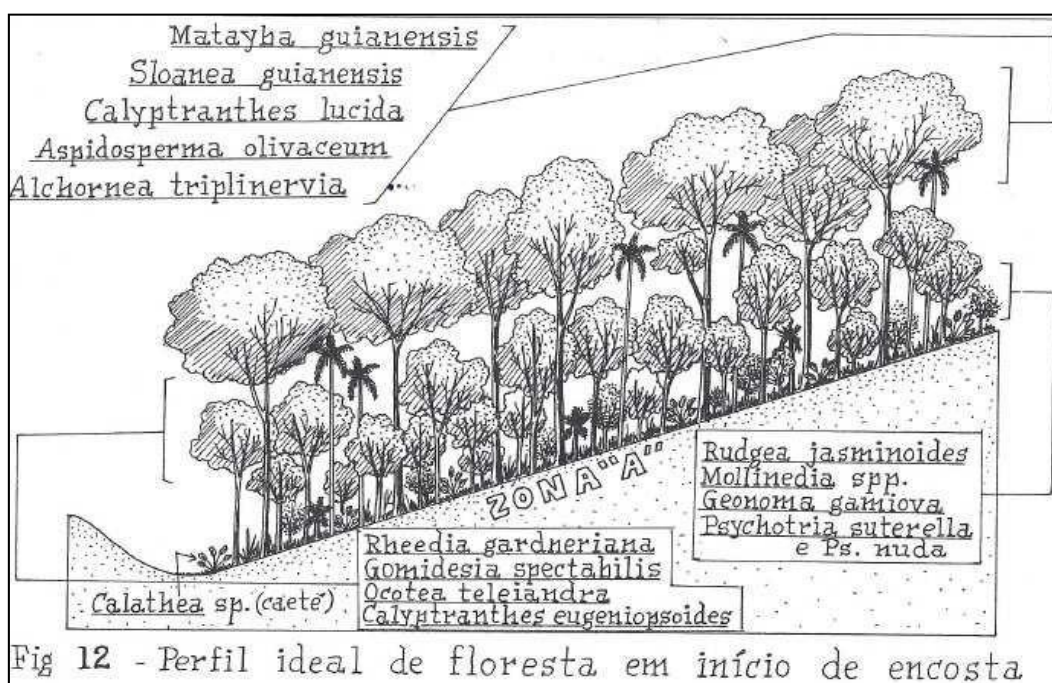 Matayba guianensis
Sloanea guianensis
Calyptranthes lucida
Aspidosperma olivaceum
Alchornea triplinervia
ZONA "A"
Rudgea jasminoides
Mollinedia spp.
Geonoma gamiova
Psychotria suterella
e Ps. nuda
Rheedia gardneriana
Gomidesia spectabilis
Ocotea teleiandra
Calyptranthes eugeniopsoides
Calathea sp. (caeté)
Fig 12 - Perfil ideal de floresta em início de encosta